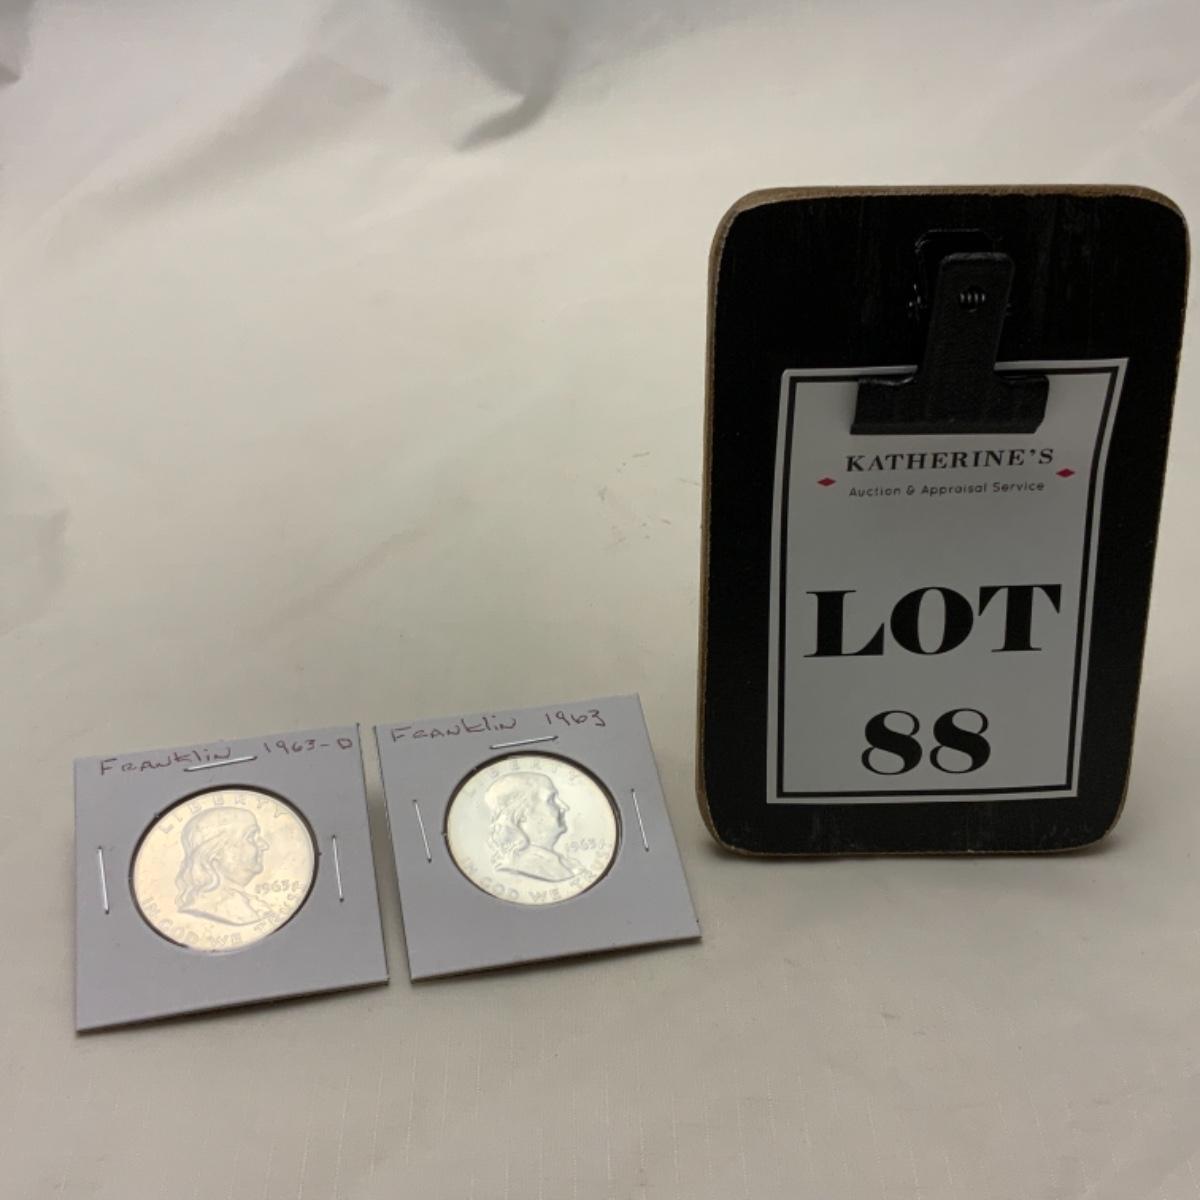 KATHERINE'S
Auction & Appraisal Service
LOT
88
Franklin 1963-D
LIBERTY
1963
IN GOD WE TRUST
Franklin 1963
LIBERTY
1963
IN GOD WE TRUST